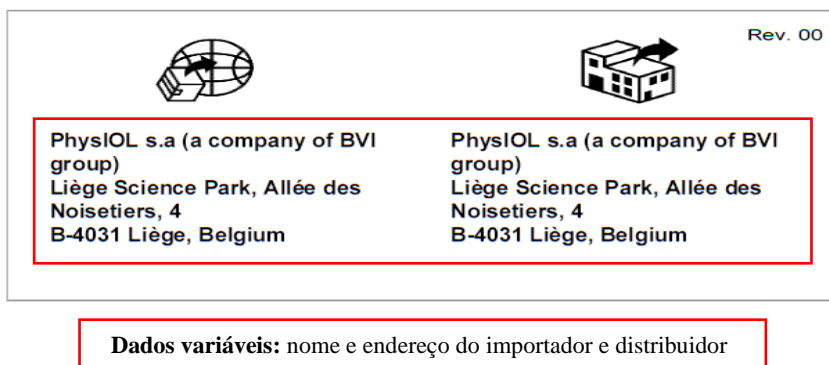 Rev. 00
PhysIOL s.a (a company of BVI
group)
Liège Science Park, Allée des
Noisetiers, 4
B-4031 Liège, Belgium
PhysIOL s.a (a company of BVI
group)
Liège Science Park, Allée des
Noisetiers, 4
B-4031 Liège, Belgium
Dados variáveis: nome e endereço do importador e distribuidor